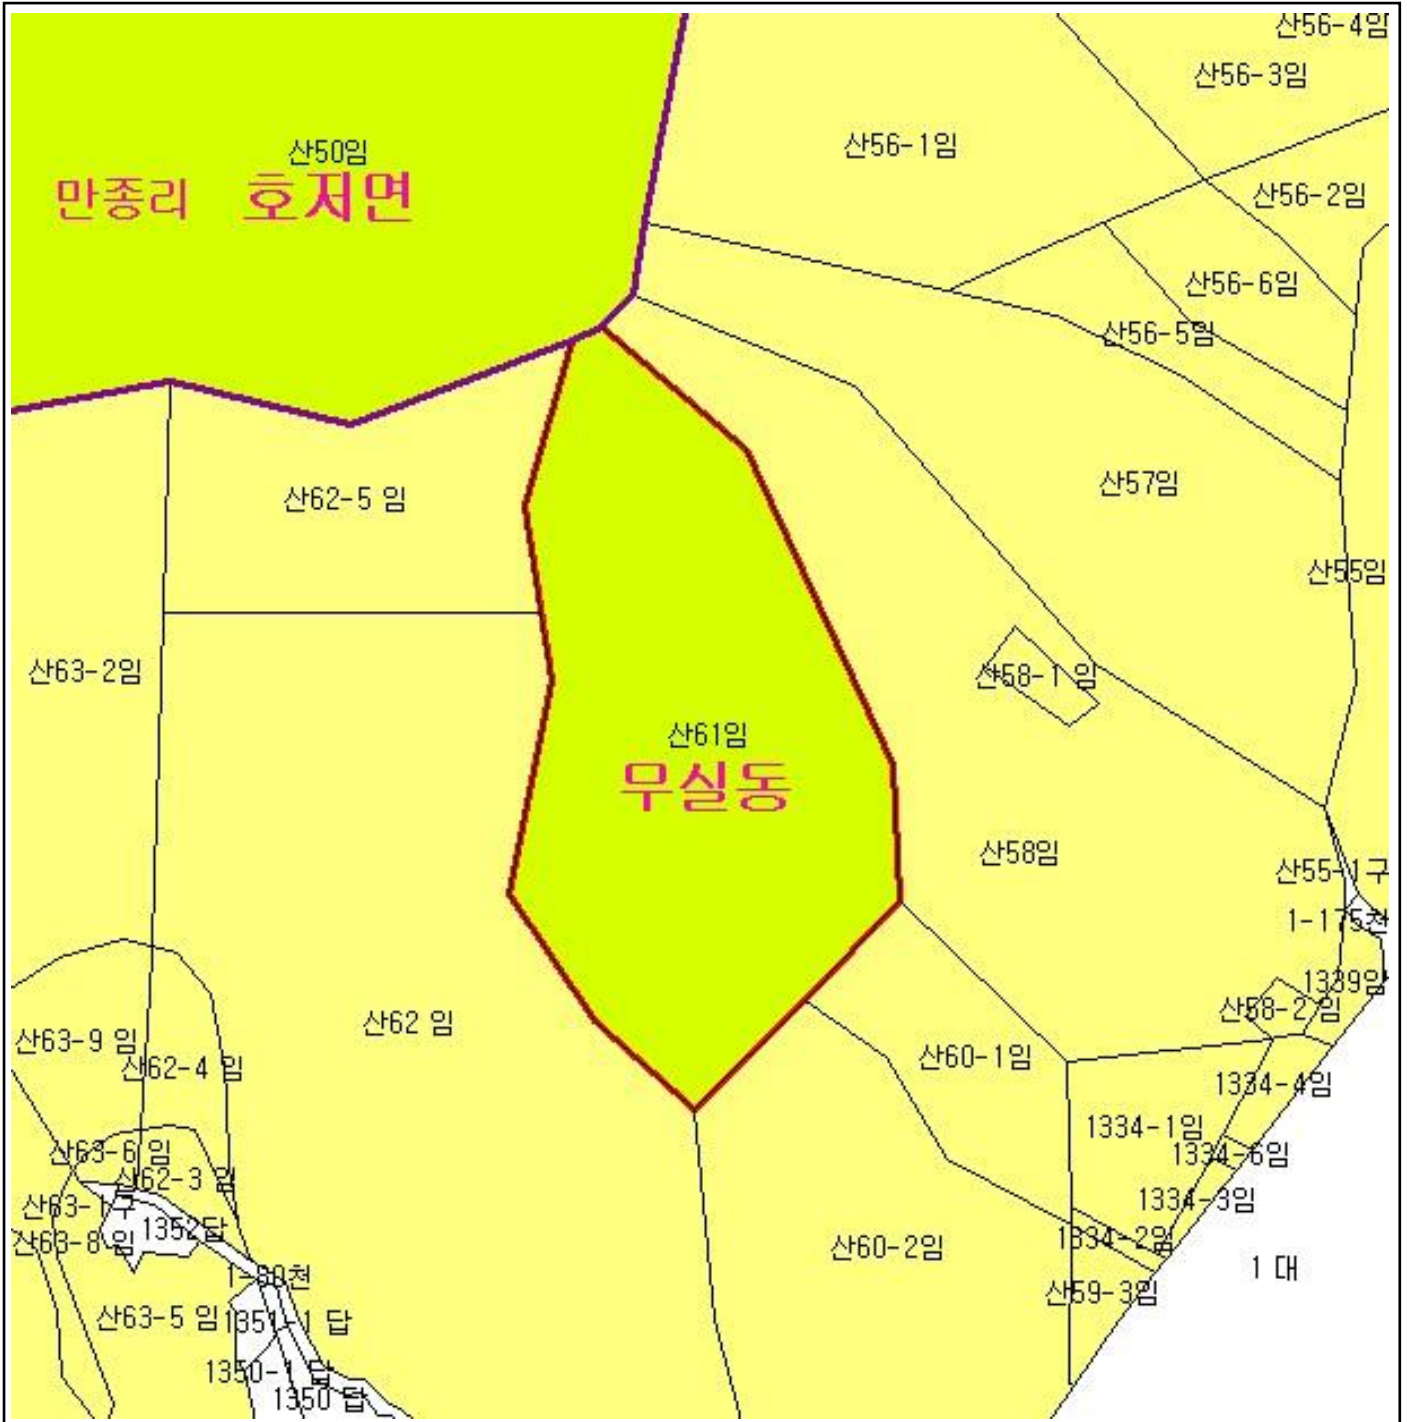 산56-4임
산56-3임
산56-1임
산50임
만종리 호저면
산56-2임
산56-6임
산56-5임
산57임
산62-5 임
산55임
산63-2임
산58-1 임
산61임
무실동
산58임
산55-1구
1-175천
1339임
산58-2 임
산62 임
산63-9 임
산62-4 임
산60-1임
1334-4임
1334-1임
산63-6 임
1334-6임
산62-3 임
1334-3임
산63-1구
1352답
산63-8 임
1334-2임
산60-2임
1 대
1-80천
산59-3임
산63-5 임
1351-1 답
1350-1 답
1350 답